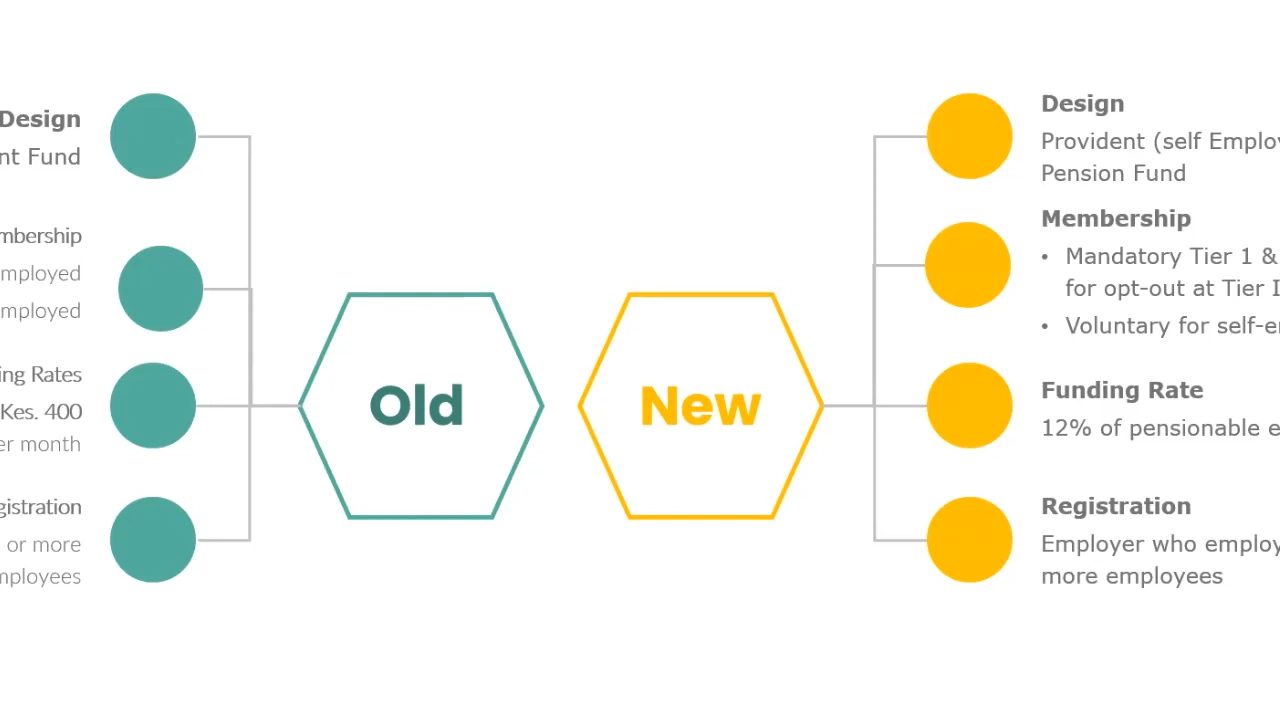 Design
nt Fund
mbership
mployed
mployed
ing Rates
Kes. 400
er month
gistration
or more
mployees
Old
New
Design
Provident (self Employ
Pension Fund
Membership
• Mandatory Tier 1 &
for opt-out at Tier I
• Voluntary for self-e
Funding Rate
12% of pensionable e
Registration
Employer who employ
more employees